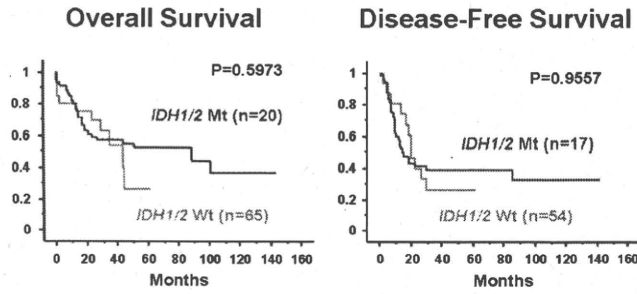 Overall Survival
P=0.5973
1
0.8
0.6
0.4
0.2
0
IDH1/2 Mt (n=20)
IDH1/2 Wt (n=65)
0 20 40 60 80 100 120 140 160
Months
Disease-Free Survival
P=0.9557
1
0.8
0.6
0.4
0.2
0
IDH1/2 Mt (n=17)
IDH1/2 Wt (n=54)
0 20 40 60 80 100 120 140 160
Months